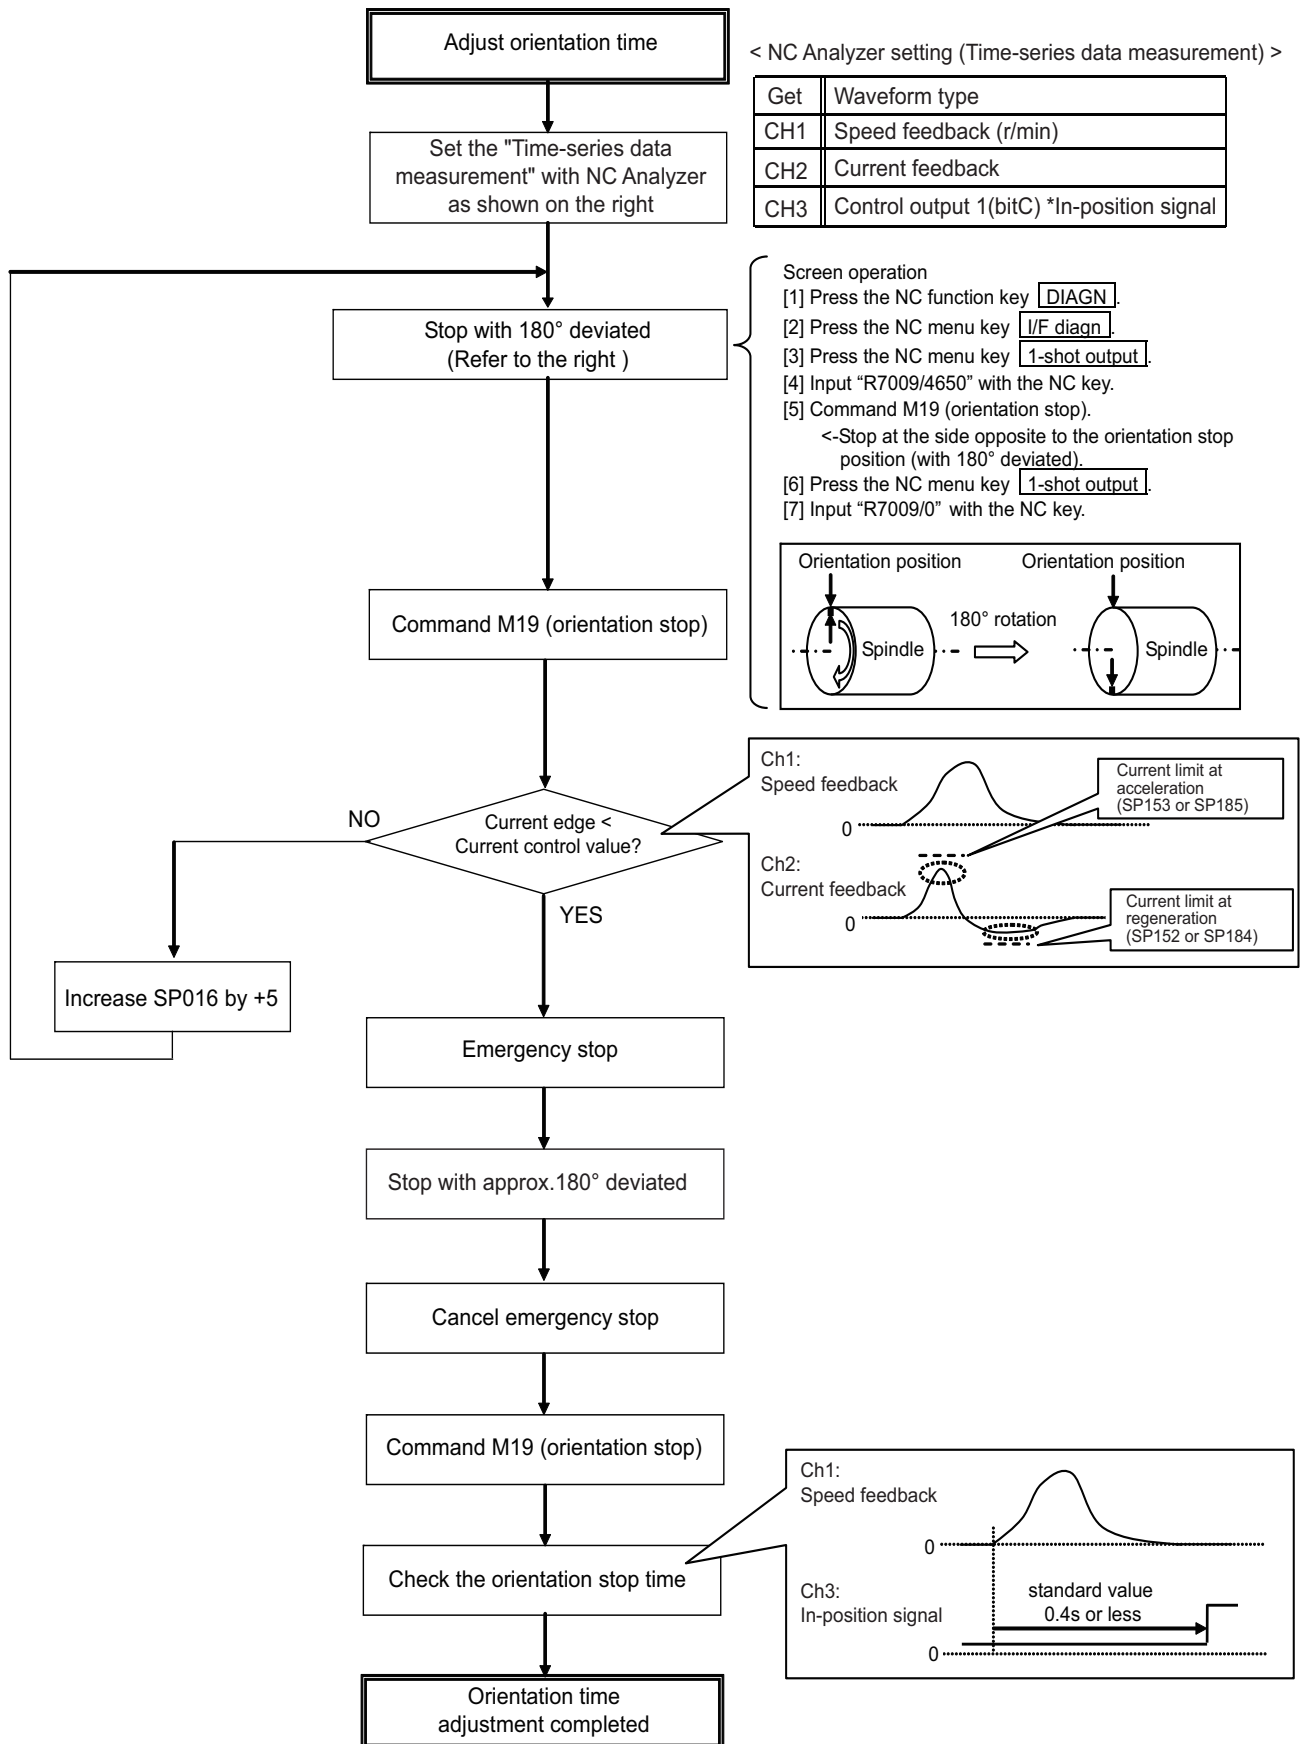 Adjust orientation time
< NC Analyzer setting (Time-series data measurement) >
Get Waveform type
CH1 Speed feedback (r/min)
CH2 Current feedback
CH3 Control output 1(bitC) *In-position signal
Set the "Time-series data
measurement" with NC Analyzer
as shown on the right
Stop with 180° deviated
(Refer to the right )
Screen operation
[1] Press the NC function key DIAGN .
[2] Press the NC menu key I/F diagn .
[3] Press the NC menu key 1-shot output .
[4] Input “R7009/4650” with the NC key.
[5] Command M19 (orientation stop).
<-Stop at the side opposite to the orientation stop
position (with 180° deviated).
[6] Press the NC menu key 1-shot output .
[7] Input “R7009/0” with the NC key.
Orientation position
Orientation position
180° rotation
Spindle
Spindle
Command M19 (orientation stop)
Current edge <
Current control value?
NO
YES
Ch1:
Speed feedback
0
Current limit at
acceleration
(SP153 or SP185)
Ch2:
Current feedback
0
Current limit at
regeneration
(SP152 or SP184)
Increase SP016 by +5
Emergency stop
Stop with approx.180° deviated
Cancel emergency stop
Command M19 (orientation stop)
Check the orientation stop time
Ch1:
Speed feedback
0
Ch3:
In-position signal
standard value
0.4s or less
0
Orientation time
adjustment completed